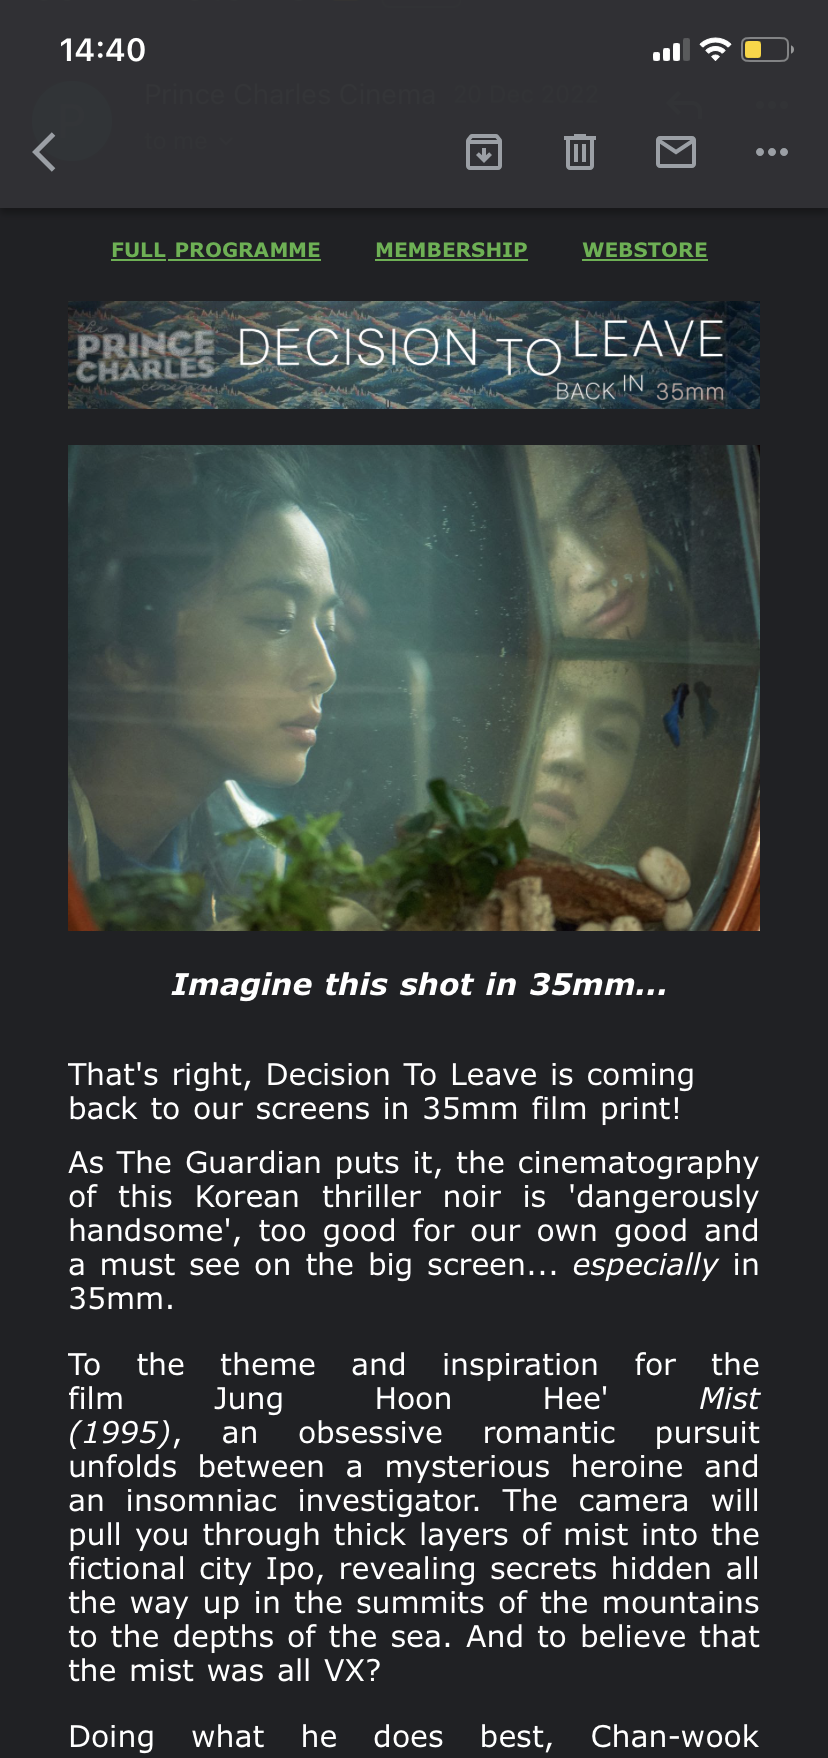 14:40
Prince Charles Cinema 20 Dec 2022
P
to me
FULL PROGRAMME MEMBERSHIP WEBSTORE
the
PRINCE
CHARLES
cinema
DECISION TO LEAVE
BACK IN 35mm
Imagine this shot in 35mm...
That's right, Decision To Leave is coming
back to our screens in 35mm film print!
As The Guardian puts it, the cinematography
of this Korean thriller noir is 'dangerously
handsome', too good for our own good and
a must see on the big screen... especially in
35mm.
To the theme and inspiration for the
film Jung Hoon Hee' Mist
(1995), an obsessive romantic pursuit
unfolds between a mysterious heroine and
an insomniac investigator. The camera will
pull you through thick layers of mist into the
fictional city Ipo, revealing secrets hidden all
the way up in the summits of the mountains
to the depths of the sea. And to believe that
the mist was all VX?
Doing what he does best, Chan-wook